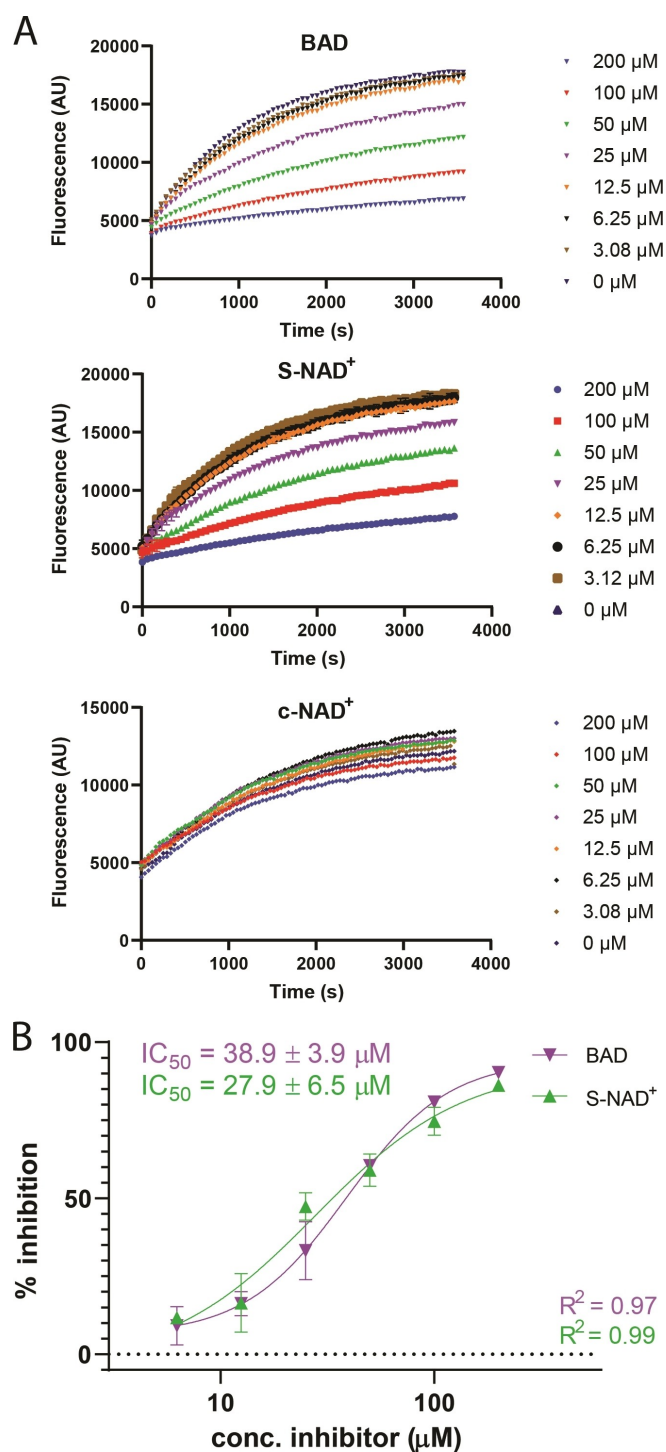 A
BAD
20000
15000
10000
5000
0
Fluorescence (AU)
0 1000 2000 3000 4000
Time (s)
200 µM
100 µM
50 µM
25 µM
12.5 µM
6.25 µM
3.08 µM
0 µM
S-NAD⁺
20000
15000
10000
5000
0
Fluorescence (AU)
0 1000 2000 3000 4000
Time (s)
200 µM
100 µM
50 µM
25 µM
12.5 µM
6.25 µM
3.12 µM
0 µM
c-NAD⁺
15000
10000
5000
0
Fluorescence (AU)
0 1000 2000 3000 4000
Time (s)
200 µM
100 µM
50 µM
25 µM
12.5 µM
6.25 µM
3.08 µM
0 µM
B
IC₅₀ = 38.9 ± 3.9 µM
IC₅₀ = 27.9 ± 6.5 µM
BAD
S-NAD⁺
100
50
0
% inhibition
R² = 0.97
R² = 0.99
10 100
conc. inhibitor (µM)